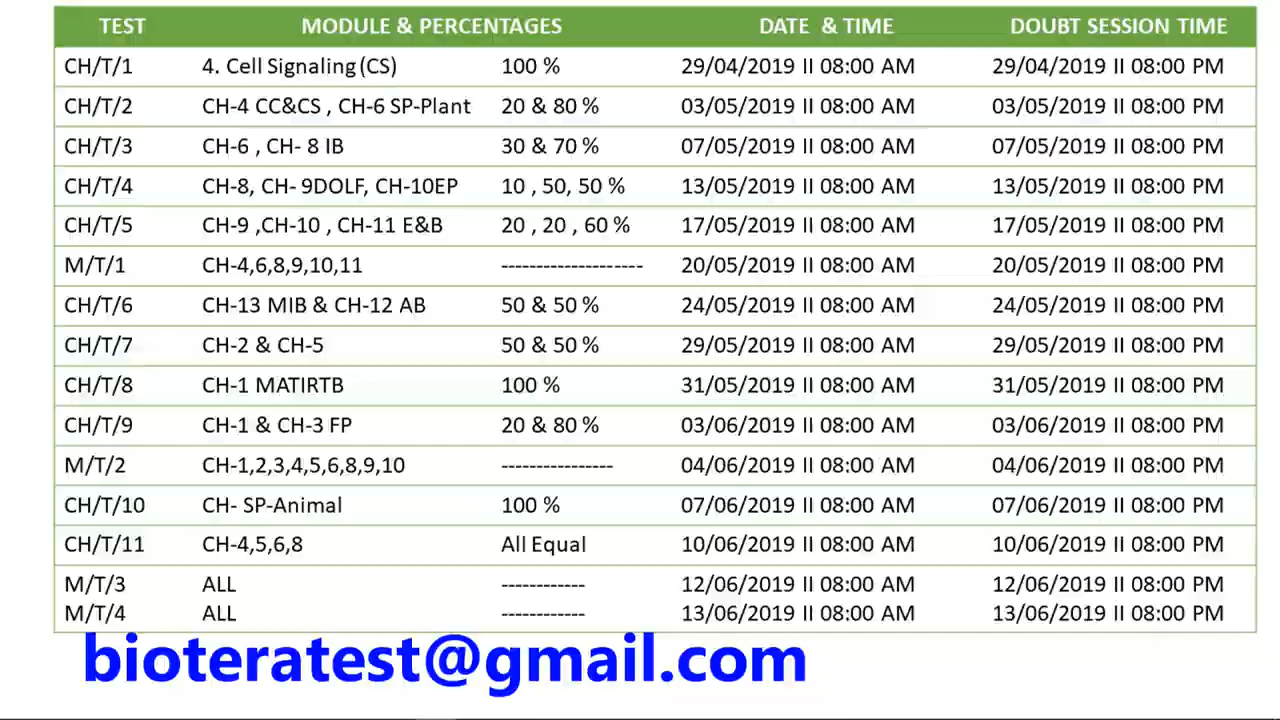 TEST MODULE & PERCENTAGES DATE & TIME DOUBT SESSION TIME
CH/T/1 4. Cell Signaling (CS) 100 % 29/04/2019 II 08:00 AM 29/04/2019 II 08:00 PM
CH/T/2 CH-4 CC&CS , CH-6 SP-Plant 20 & 80 % 03/05/2019 II 08:00 AM 03/05/2019 II 08:00 PM
CH/T/3 CH-6 , CH- 8 IB 30 & 70 % 07/05/2019 II 08:00 AM 07/05/2019 II 08:00 PM
CH/T/4 CH-8, CH- 9DOLF, CH-10EP 10 , 50, 50 % 13/05/2019 II 08:00 AM 13/05/2019 II 08:00 PM
CH/T/5 CH-9 ,CH-10 , CH-11 E&B 20 , 20 , 60 % 17/05/2019 II 08:00 AM 17/05/2019 II 08:00 PM
M/T/1 CH-4,6,8,9,10,11 -------------------- 20/05/2019 II 08:00 AM 20/05/2019 II 08:00 PM
CH/T/6 CH-13 MIB & CH-12 AB 50 & 50 % 24/05/2019 II 08:00 AM 24/05/2019 II 08:00 PM
CH/T/7 CH-2 & CH-5 50 & 50 % 29/05/2019 II 08:00 AM 29/05/2019 II 08:00 PM
CH/T/8 CH-1 MATIRTB 100 % 31/05/2019 II 08:00 AM 31/05/2019 II 08:00 PM
CH/T/9 CH-1 & CH-3 FP 20 & 80 % 03/06/2019 II 08:00 AM 03/06/2019 II 08:00 PM
M/T/2 CH-1,2,3,4,5,6,8,9,10 ---------------- 04/06/2019 II 08:00 AM 04/06/2019 II 08:00 PM
CH/T/10 CH- SP-Animal 100 % 07/06/2019 II 08:00 AM 07/06/2019 II 08:00 PM
CH/T/11 CH-4,5,6,8 All Equal 10/06/2019 II 08:00 AM 10/06/2019 II 08:00 PM
M/T/3 ALL ------------ 12/06/2019 II 08:00 AM 12/06/2019 II 08:00 PM
M/T/4 ALL ------------ 13/06/2019 II 08:00 AM 13/06/2019 II 08:00 PM
bioteratest@gmail.com